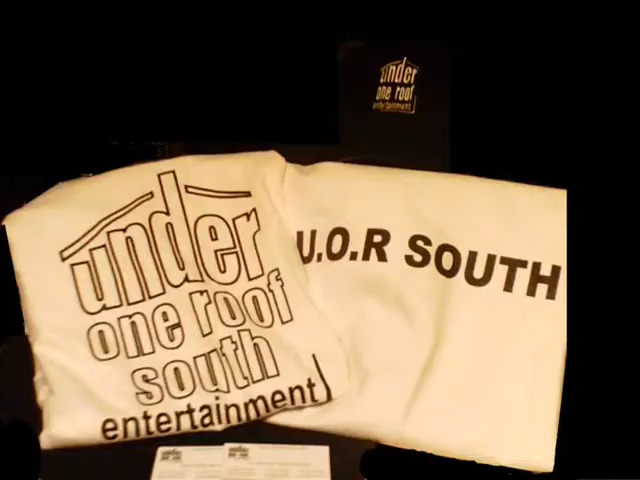 under
one roof
entertainment
under
one roof
south
entertainment
U.O.R SOUTH